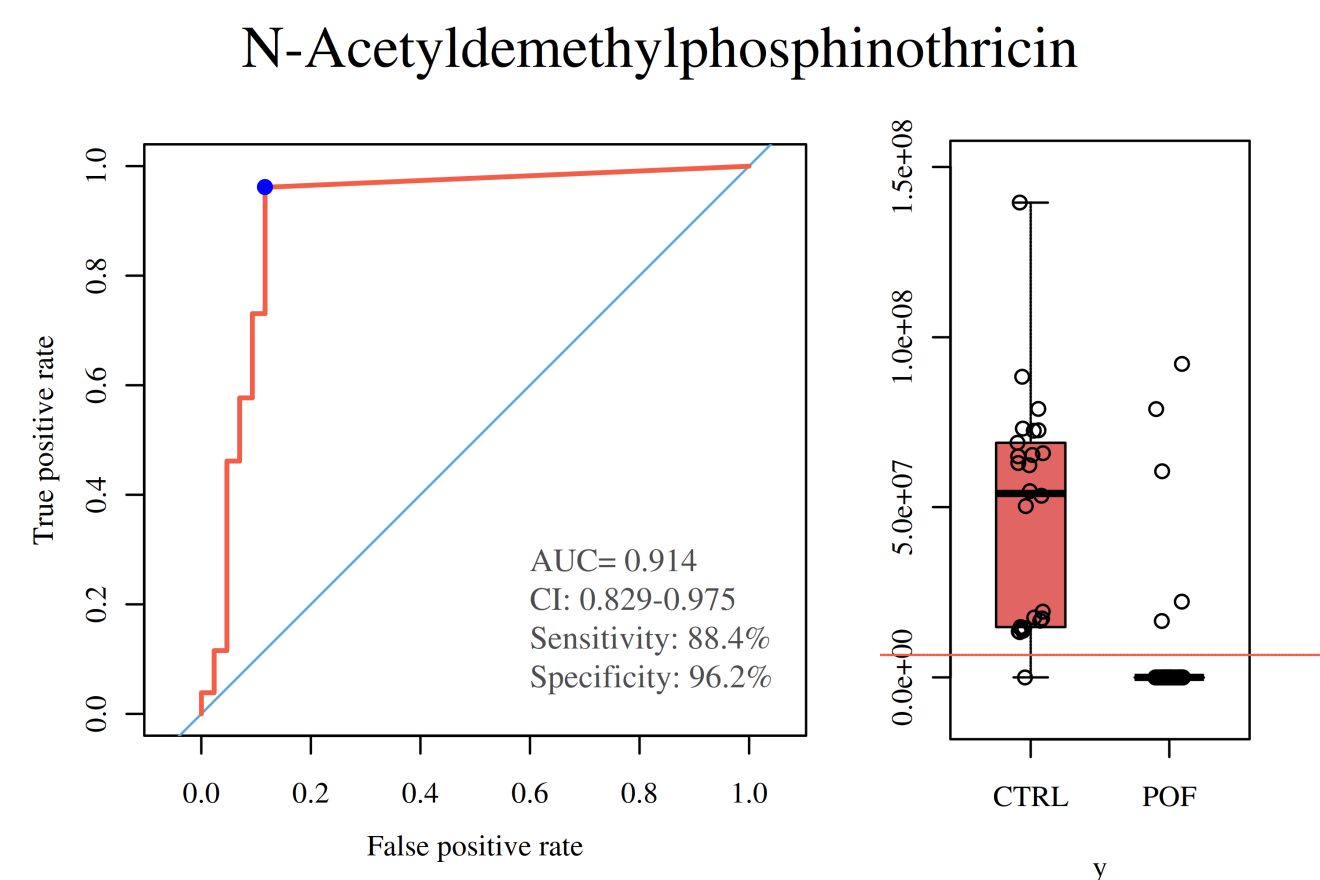 N-Acetyldemethylphosphinothricin
True positive rate
1.0
0.8
0.6
0.4
0.2
0.0
AUC= 0.914
CI: 0.829-0.975
Sensitivity: 88.4%
Specificity: 96.2%
0.0 0.2 0.4 0.6 0.8 1.0
False positive rate
1.5e+08
1.0e+08
5.0e+07
0.0e+00
CTRL POF
y